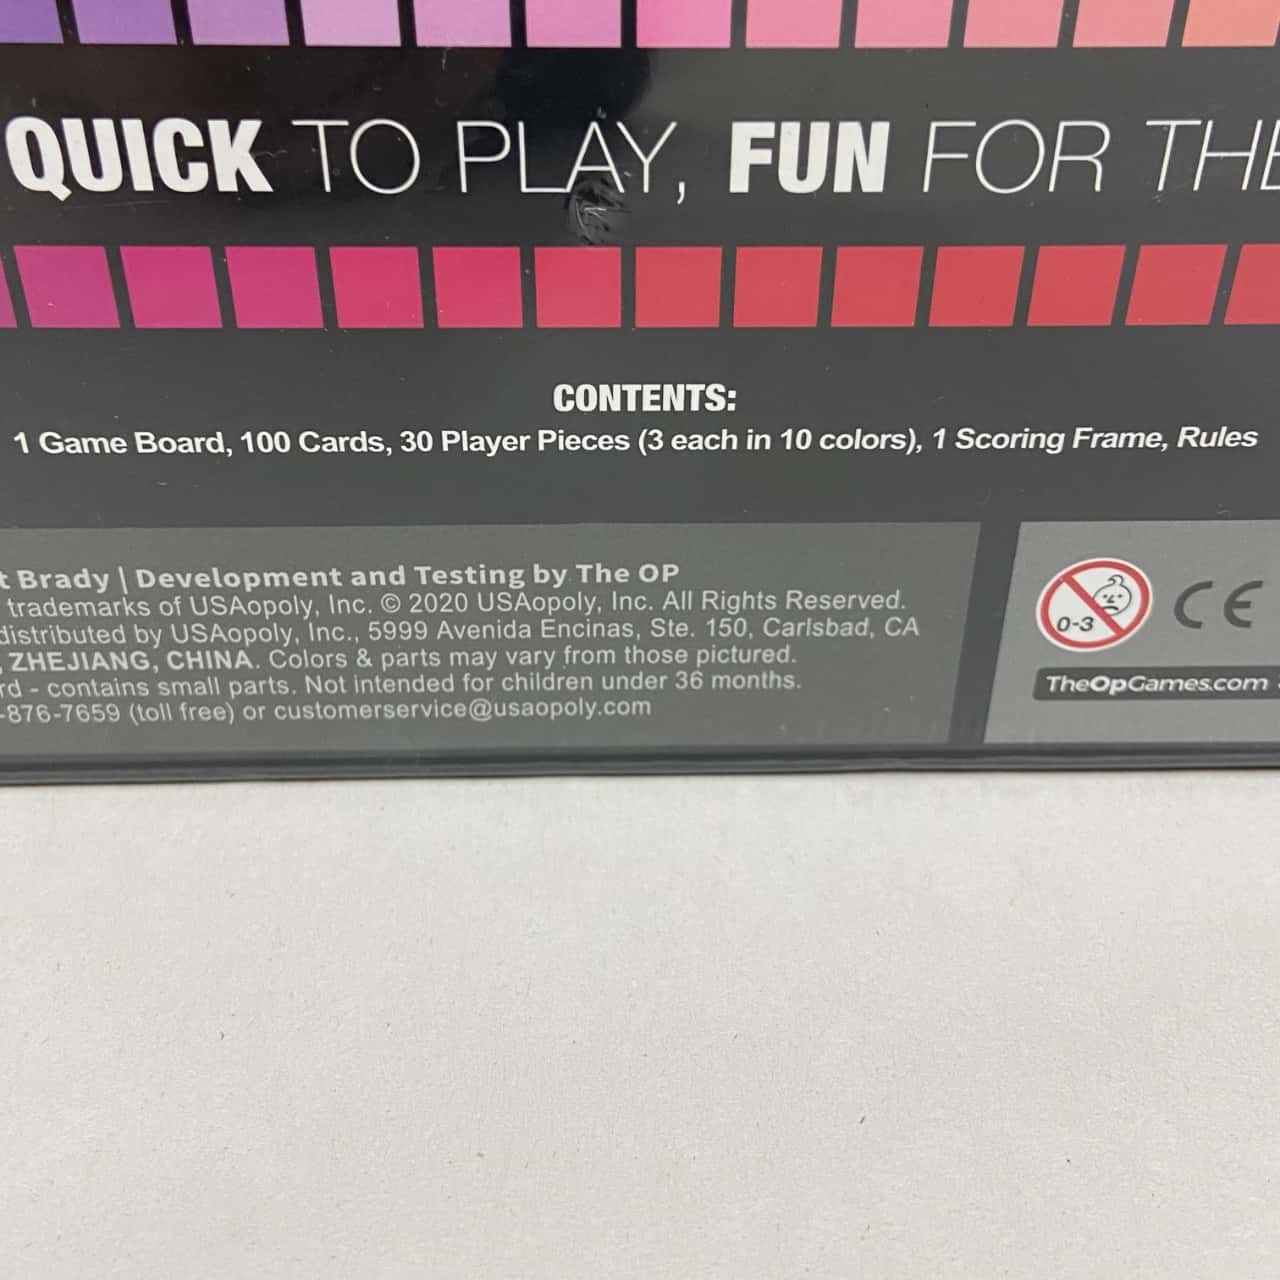 QUICK TO PLAY, FUN FOR THE
CONTENTS:
1 Game Board, 100 Cards, 30 Player Pieces (3 each in 10 colors), 1 Scoring Frame, Rules
t Brady | Development and Testing by The OP
trademarks of USAopoly, Inc. © 2020 USAopoly, Inc. All Rights Reserved.
distributed by USAopoly, Inc., 5999 Avenida Encinas, Ste. 150, Carlsbad, CA
, ZHEJIANG, CHINA. Colors & parts may vary from those pictured.
rd - contains small parts. Not intended for children under 36 months.
-876-7659 (toll free) or customerservice@usaopoly.com
0-3
CE
TheOpGames.com